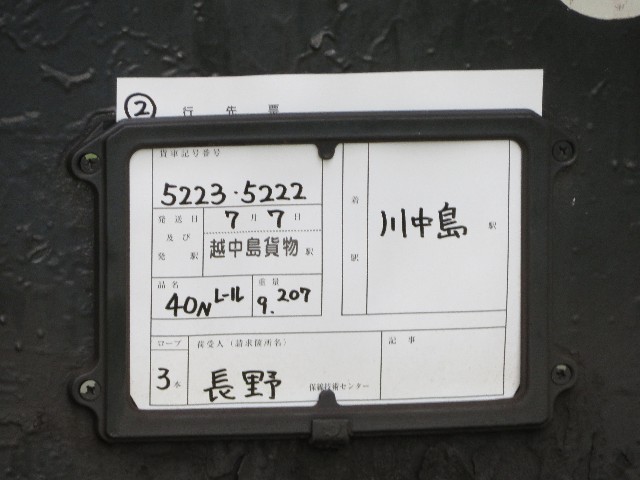 ② 行先票
貨車記号番号
5223・5222
発送日及び発駅
7月7日
越中島貨物駅
着駅
川中島駅
品名
40Nレール
重量
9.207
ロープ
3本
荷受人(請求箇所名)
長野 保線技術センター
記事